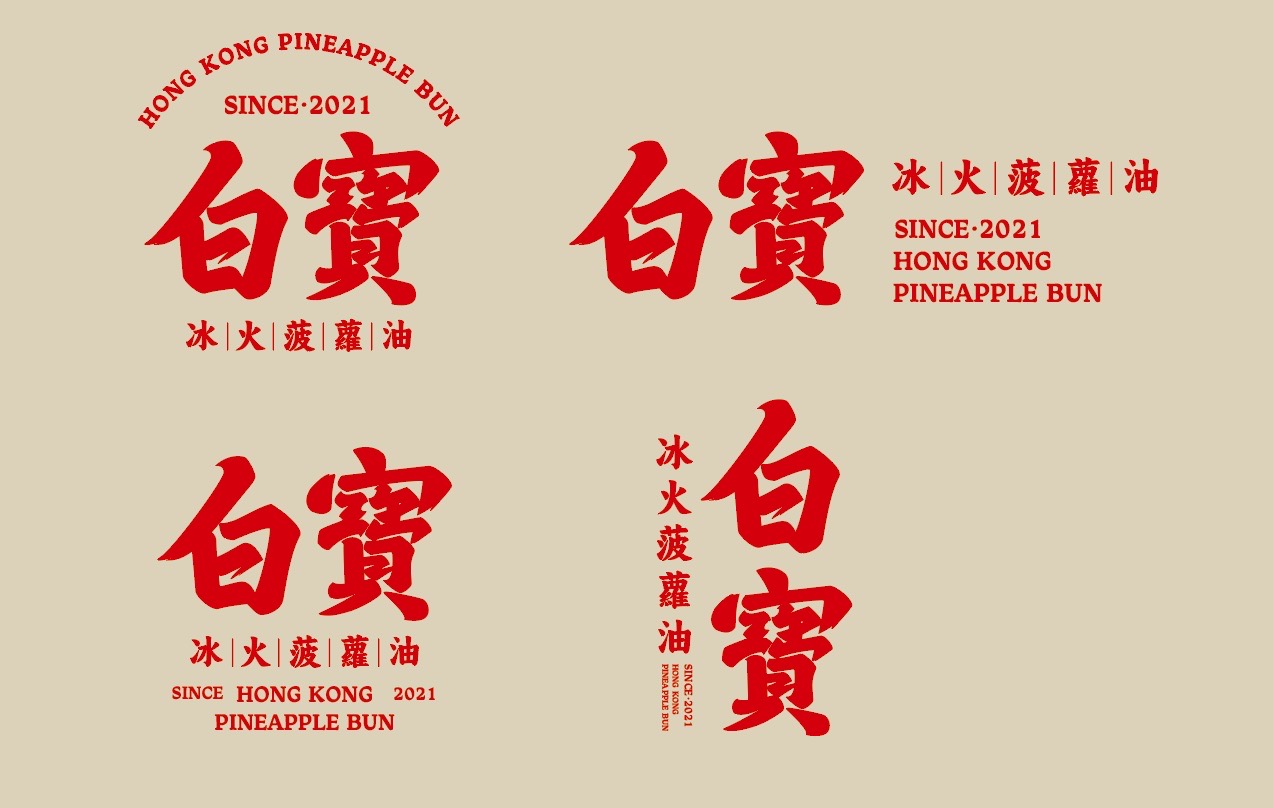 HONG KONG PINEAPPLE BUN
SINCE·2021
白寶
冰|火|菠|蘿|油
白寶
冰|火|菠|蘿|油
SINCE·2021
HONG KONG
PINEAPPLE BUN
白寶
冰|火|菠|蘿|油
SINCE HONG KONG 2021
PINEAPPLE BUN
白寶
冰火菠蘿油
SINCE·2021
HONG KONG
PINEAPPLE BUN